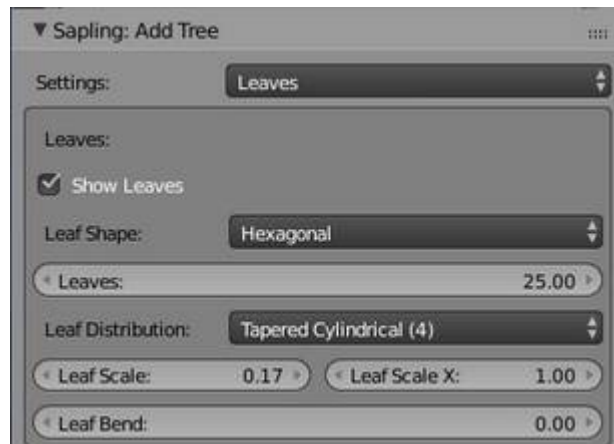 Sapling: Add Tree
Settings: Leaves
Leaves:
Show Leaves
Leaf Shape: Hexagonal
Leaves: 25.00
Leaf Distribution: Tapered Cylindrical (4)
Leaf Scale: 0.17 Leaf Scale X: 1.00
Leaf Bend: 0.00